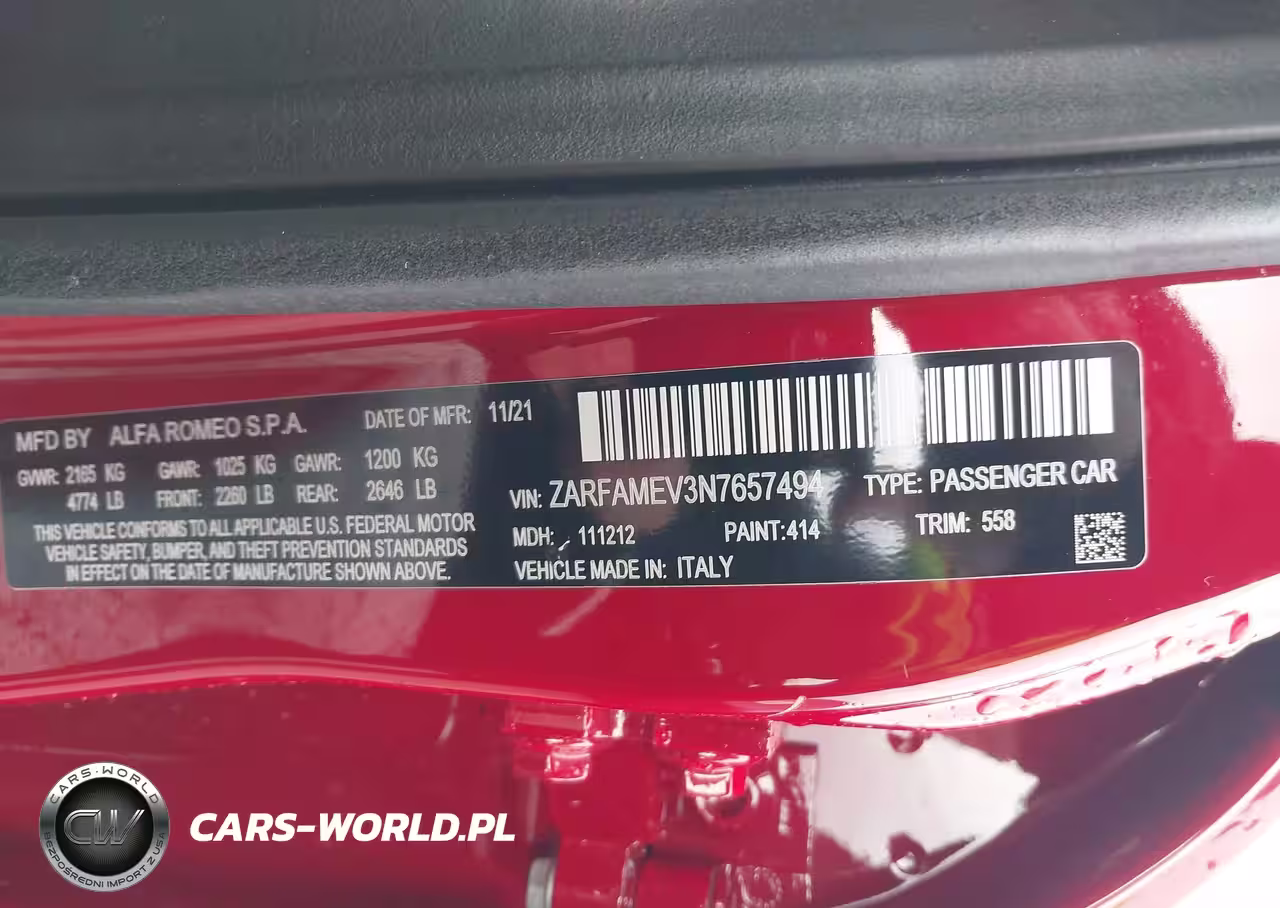 MFD BY ALFA ROMEO S.P.A. DATE OF MFR: 11/21
GVWR: 2165 KG GAWR: 1025 KG GAWR: 1200 KG
4774 LB FRONT: 2260 LB REAR: 2646 LB
THIS VEHICLE CONFORMS TO ALL APPLICABLE U.S. FEDERAL MOTOR
VEHICLE SAFETY, BUMPER, AND THEFT PREVENTION STANDARDS
IN EFFECT ON THE DATE OF MANUFACTURE SHOWN ABOVE.
VIN: ZARFAMEV3N7657494 TYPE: PASSENGER CAR
MDH: 111212 PAINT:414 TRIM: 558
VEHICLE MADE IN: ITALY
CARS-WORLD
CW
BEZPOŚREDNI IMPORT Z USA
CARS-WORLD.PL